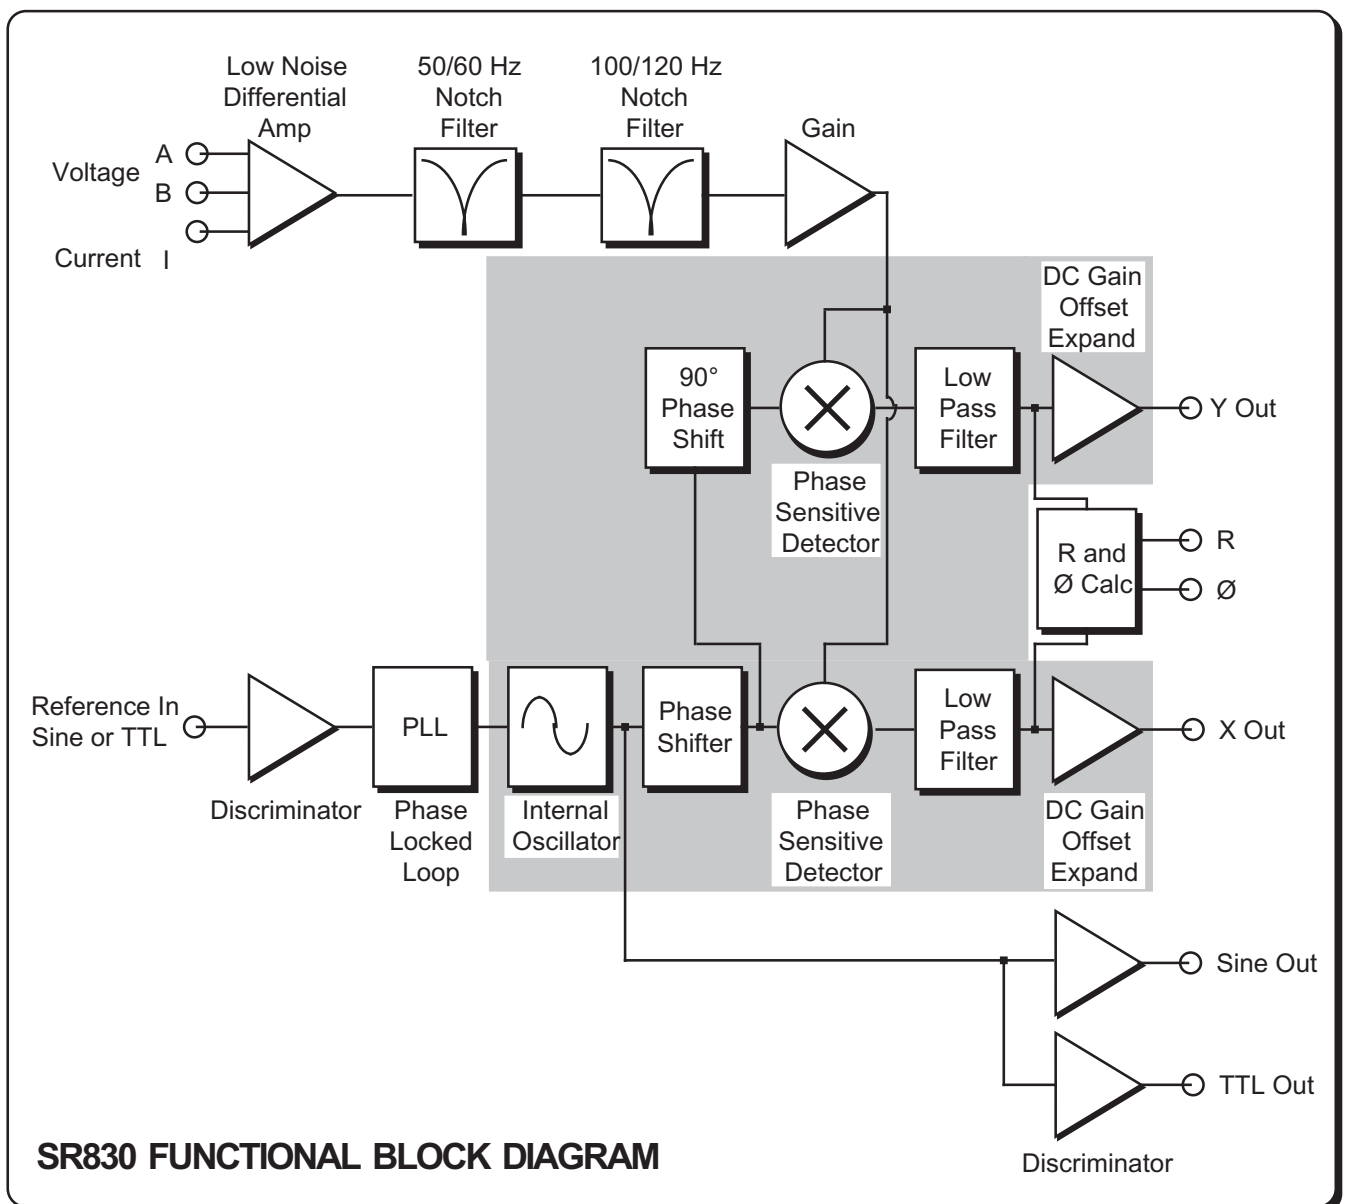 Low Noise
Differential
Amp
50/60 Hz
Notch
Filter
100/120 Hz
Notch
Filter
Gain
Voltage
A
B
Current I
DC Gain
Offset
Expand
90°
Phase
Shift
Low
Pass
Filter
Y Out
Phase
Sensitive
Detector
R and
Ø Calc
R
Ø
Reference In
Sine or TTL
PLL
Phase
Shifter
Low
Pass
Filter
X Out
Discriminator
Phase
Locked
Loop
Internal
Oscillator
Phase
Sensitive
Detector
DC Gain
Offset
Expand
Sine Out
TTL Out
Discriminator
SR830 FUNCTIONAL BLOCK DIAGRAM